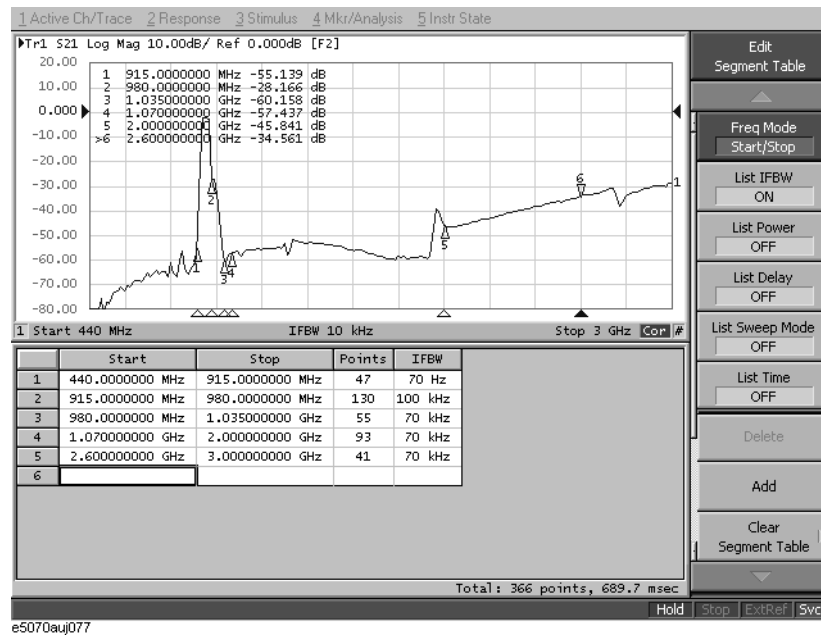 1 Active Ch/Trace 2 Response 3 Stimulus 4 Mkr/Analysis 5 Instr State
Tr1 S21 Log Mag 10.00dB/ Ref 0.000dB [F2]
20.00
10.00
0.000
-10.00
-20.00
-30.00
-40.00
-50.00
-60.00
-70.00
-80.00
1 915.0000000 MHz -55.139 dB
2 980.0000000 MHz -28.166 dB
3 1.035000000 GHz -60.158 dB
4 1.070000000 GHz -57.437 dB
5 2.000000000 GHz -45.841 dB
>6 2.600000000 GHz -34.561 dB
1
2
3
4
5
6
1
1 Start 440 MHz IFBW 10 kHz Stop 3 GHz Cor #
Start Stop Points IFBW
1 440.0000000 MHz 915.0000000 MHz 47 70 Hz
2 915.0000000 MHz 980.0000000 MHz 130 100 kHz
3 980.0000000 MHz 1.035000000 GHz 55 70 kHz
4 1.070000000 GHz 2.000000000 GHz 93 70 kHz
5 2.600000000 GHz 3.000000000 GHz 41 70 kHz
6
Total: 366 points, 689.7 msec
Edit
Segment Table
Freq Mode
Start/Stop
List IFBW
ON
List Power
OFF
List Delay
OFF
List Sweep Mode
OFF
List Time
OFF
Delete
Add
Clear
Segment Table
Hold Stop ExtRef Svc
e5070auj077